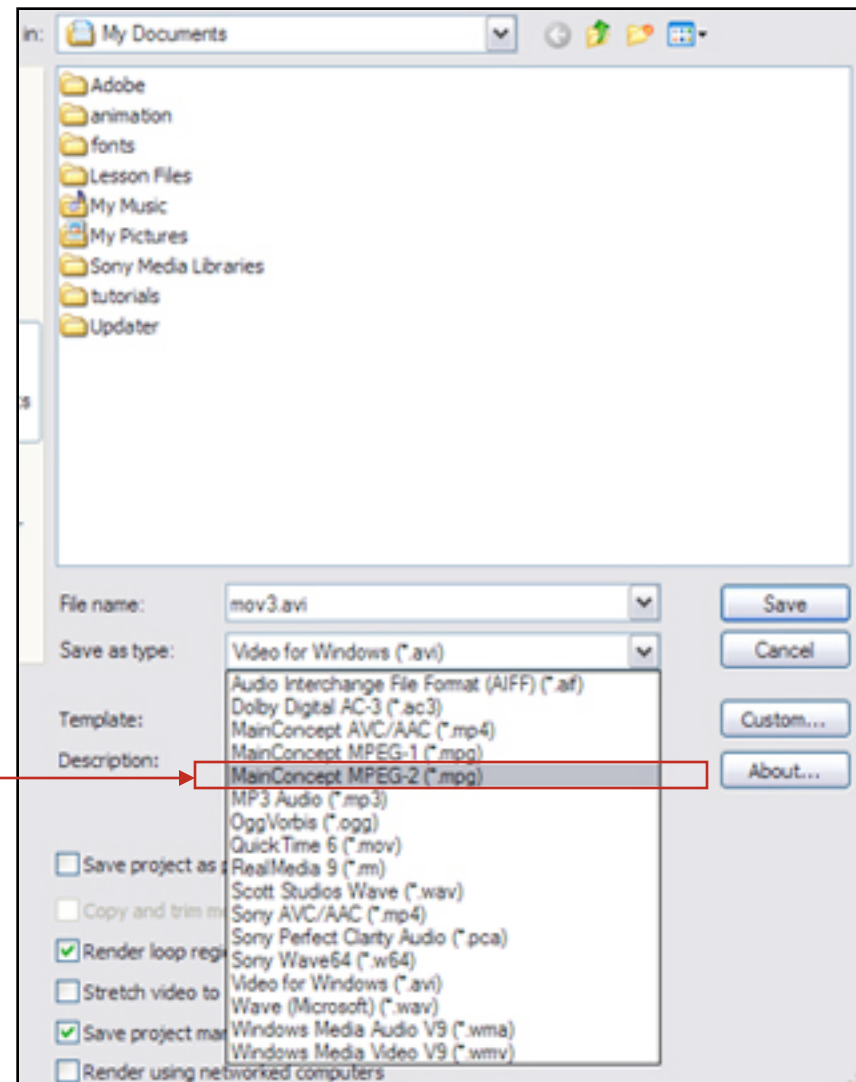 in: My Documents
Adobe
animation
fonts
Lesson Files
My Music
My Pictures
Sony Media Libraries
tutorials
Updater
File name: mov3.avi Save
Save as type: Video for Windows (*.avi) Cancel
Audio Interchange File Format (AIFF) (*.aif)
Dolby Digital AC-3 (*.ac3)
Template: Custom...
MainConcept AVC/AAC (*.mp4)
MainConcept MPEG-1 (*.mpg)
Description: About...
MainConcept MPEG-2 (*.mpg)
MP3 Audio (*.mp3)
OggVorbis (*.ogg)
QuickTime 6 (*.mov)
Save project as
RealMedia 9 (*.rm)
Scott Studios Wave (*.wav)
Copy and trim
Sony AVC/AAC (*.mp4)
Sony Perfect Clarity Audio (*.pca)
Render loop
Sony Wave64 (*.w64)
Video for Windows (*.avi)
Stretch video to
Wave (Microsoft) (*.wav)
Save project
Windows Media Audio V9 (*.wma)
Windows Media Video V9 (*.wmv)
Render using networked computers